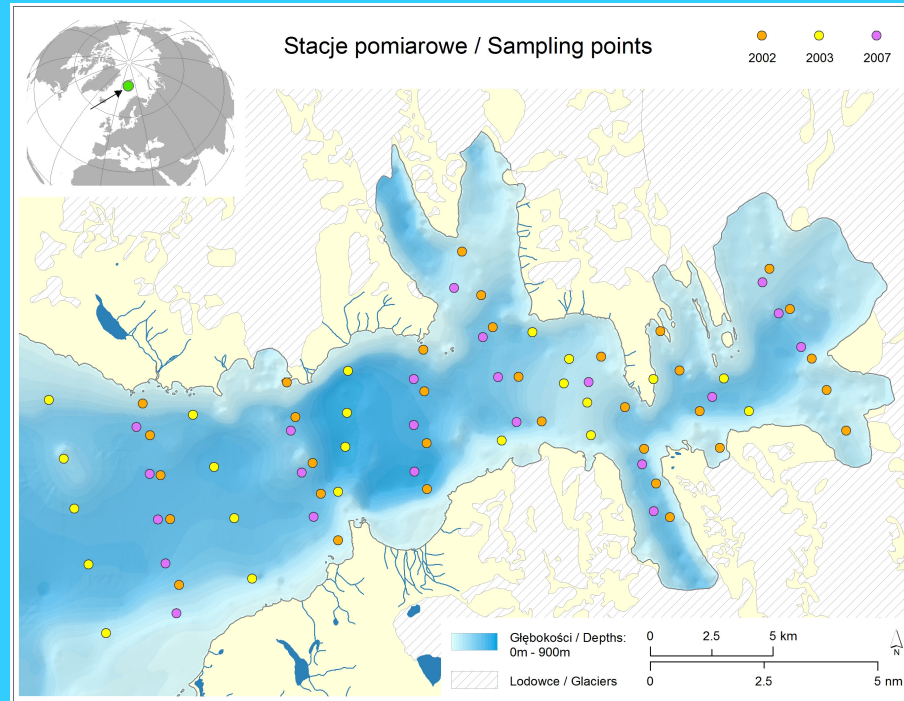 Stacje pomiarowe / Sampling points
2002 2003 2007
Głębokości / Depths:
0m - 900m
Lodowce / Glaciers
0 2.5 5 km
0 2.5 5 nm
N